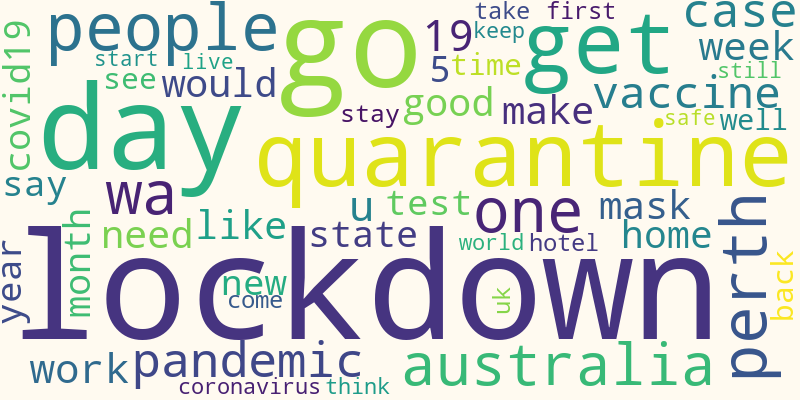 people
go
19
take
first
keep
get
case
week
covid19
start
live
see
would
5
time
still
day
stay
good
make
vaccine
safe
well
quarantine
say
wa
u
test
one
mask
perth
month
need
like
state
world
hotel
home
year
new
come
uk
back
lockdown
work
pandemic
australia
coronavirus
think